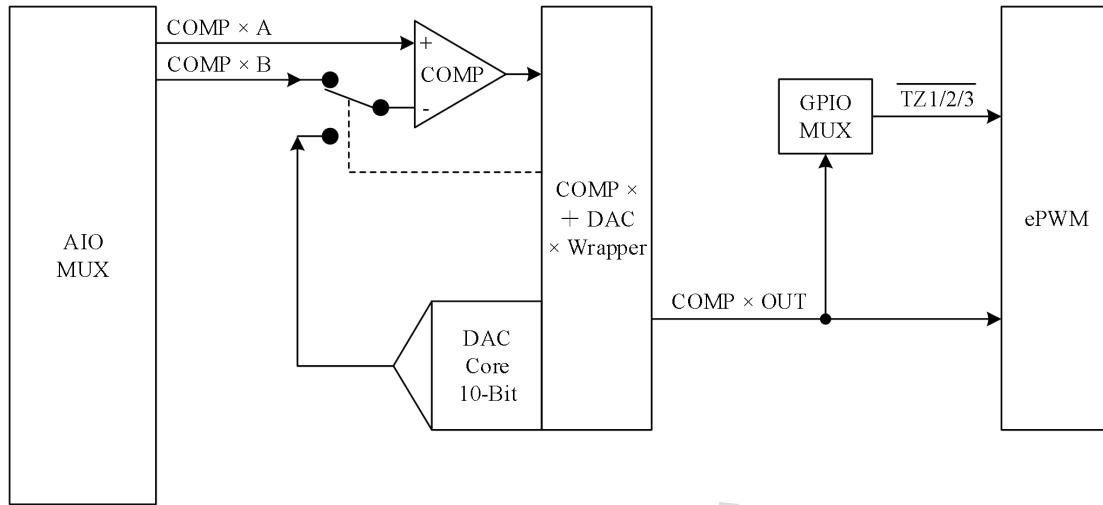 COMP × A
COMP × B
+
COMP
-
AIO
MUX
COMP ×
+ DAC
× Wrapper
DAC
Core
10-Bit
COMP × OUT
GPIO
MUX
TZ1/2/3
ePWM